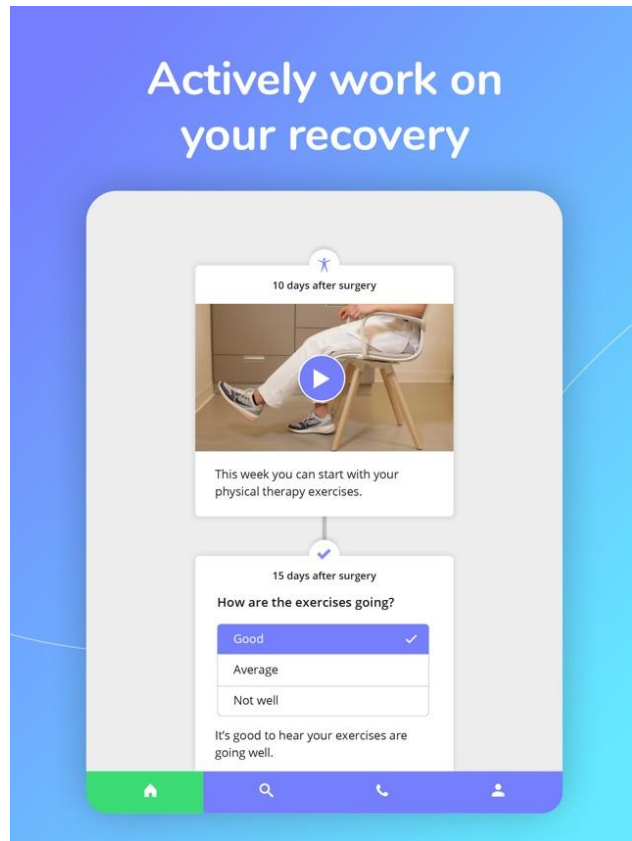 Actively work on
your recovery
10 days after surgery
This week you can start with your
physical therapy exercises.
15 days after surgery
How are the exercises going?
Good
Average
Not well
It's good to hear your exercises are
going well.